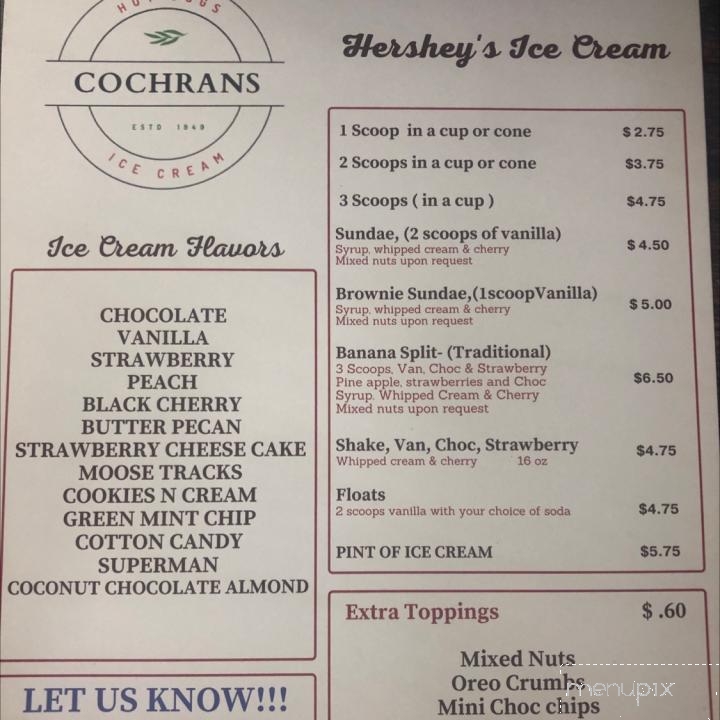 HOT DOGS
COCHRANS
ESTD 1949
ICE CREAM
Ice Cream Flavors
CHOCOLATE
VANILLA
STRAWBERRY
PEACH
BLACK CHERRY
BUTTER PECAN
STRAWBERRY CHEESE CAKE
MOOSE TRACKS
COOKIES N CREAM
GREEN MINT CHIP
COTTON CANDY
SUPERMAN
COCONUT CHOCOLATE ALMOND
LET US KNOW!!!
Hershey's Ice Cream
1 Scoop in a cup or cone $2.75
2 Scoops in a cup or cone $3.75
3 Scoops ( in a cup ) $4.75
Sundae, (2 scoops of vanilla) $4.50
Syrup, whipped cream & cherry
Mixed nuts upon request
Brownie Sundae,(1scoopVanilla) $5.00
Syrup, whipped cream & cherry
Mixed nuts upon request
Banana Split- (Traditional)
3 Scoops, Van, Choc & Strawberry
Pine apple, strawberries and Choc $6.50
Syrup. Whipped Cream & Cherry
Mixed nuts upon request
Shake, Van, Choc, Strawberry $4.75
Whipped cream & cherry 16 oz
Floats
2 scoops vanilla with your choice of soda $4.75
PINT OF ICE CREAM $5.75
Extra Toppings $.60
Mixed Nuts
Oreo Crumbs
Mini Choc chips
menupix